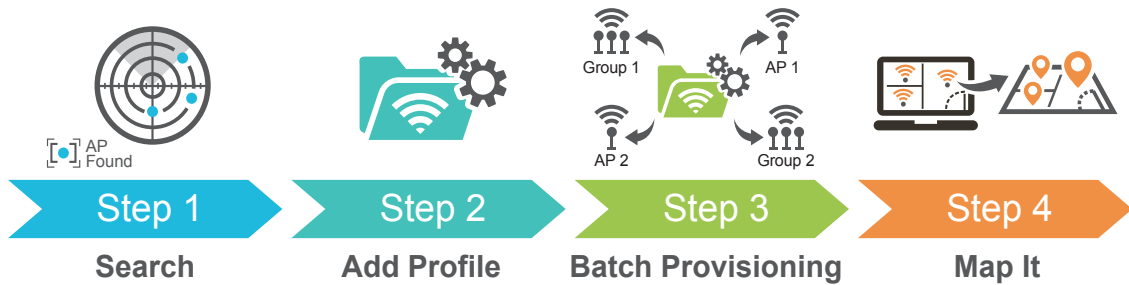 Group 1
AP 1
AP
Found
AP 2
Group 2
Step 1
Step 2
Step 3
Step 4
Search
Add Profile
Batch Provisioning
Map It